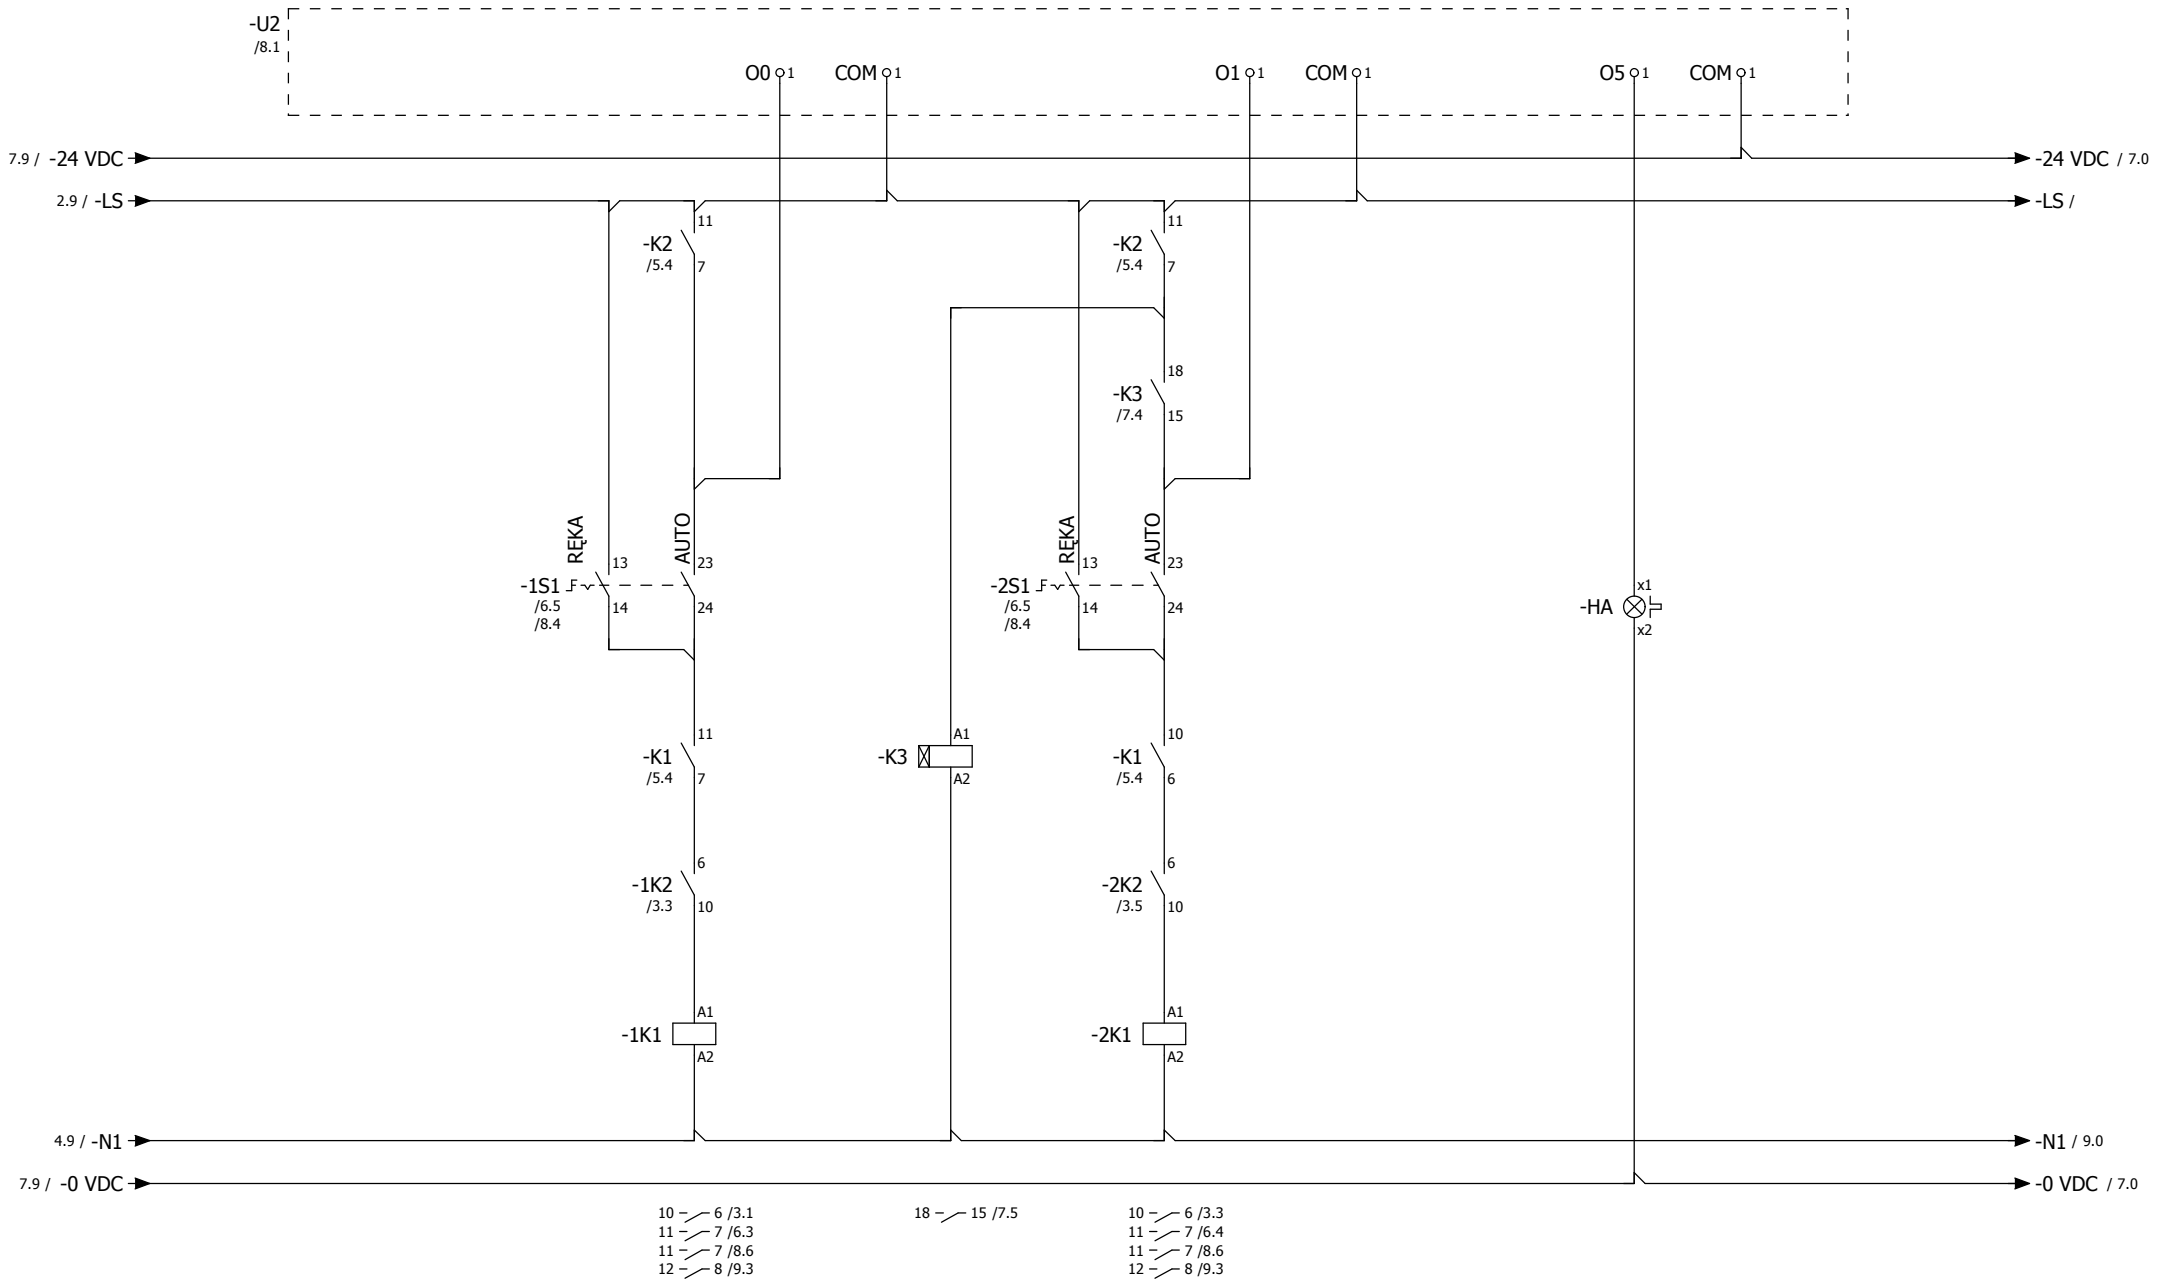 -U2
/8.1
O0 1 COM 1 O1 1 COM 1 O5 1 COM 1
7.9 / -24 VDC -24 VDC / 7.0
2.9 / -LS -LS /
11 11
-K2 -K2
/5.4 7 /5.4 7
18
-K3
/7.4 15
RĘKA AUTO RĘKA AUTO
13 23 13 23
-1S1 -2S1
/6.5 14 24 /6.5 14 24
/8.4 /8.4
x1
-HA
x2
11 A1 10
-K1 -K3 -K1
/5.4 7 A2 /5.4 6
6 6
-1K2 -2K2
/3.3 10 /3.5 10
A1 A1
-1K1 -2K1
A2 A2
4.9 / -N1 -N1 / 9.0
7.9 / -0 VDC -0 VDC / 7.0
10 6 /3.1 18 15 /7.5 10 6 /3.3
11 7 /6.3 11 7 /6.4
11 7 /8.6 11 7 /8.6
12 8 /9.3 12 8 /9.3